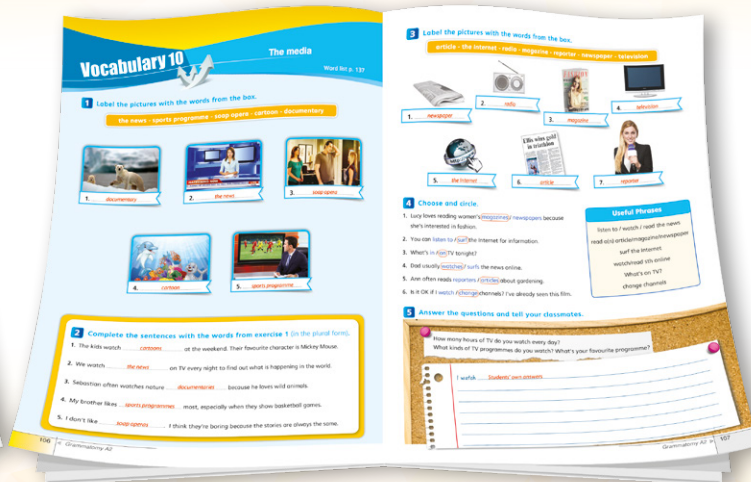 Vocabulary 10
The media
Word list p. 137
1 Label the pictures with the words from the box.
the news - sports programme - soap opera - cartoon - documentary
1. documentary
2. the news
3. soap opera
4. cartoon
5. sports programme
2 Complete the sentences with the words from exercise 1 (in the plural form).
1. The kids watch cartoons at the weekend. Their favourite character is Mickey Mouse.
2. We watch the news on TV every night to find out what is happening in the world.
3. Sebastian often watches nature documentaries because he loves wild animals.
4. My brother likes sports programmes most, especially when they show basketball games.
5. I don't like soap operas. I think they're boring because the stories are always the same.
106 Grammatomy A2
3 Label the pictures with the words from the box.
article - the Internet - radio - magazine - reporter - newspaper - television
1. newspaper
2. radio
3. magazine
4. television
Ellis wins gold
in triathlon
5. the Internet
6. article
7. reporter
4 Choose and circle.
1. Lucy loves reading women's magazines / newspapers because
she's interested in fashion.
2. You can listen to / surf the Internet for information.
3. What's in / on TV tonight?
4. Dad usually watches / surfs the news online.
5. Ann often reads reporters / articles about gardening.
6. Is it OK if I watch / change channels? I've already seen this film.
Useful Phrases
listen to / watch / read the news
read a(n) article/magazine/newspaper
surf the Internet
watch/read sth online
What's on TV?
change channels
5 Answer the questions and tell your classmates.
How many hours of TV do you watch every day?
What kinds of TV programmes do you watch? What's your favourite programme?
I watch Students' own answers
Grammatomy A2 107